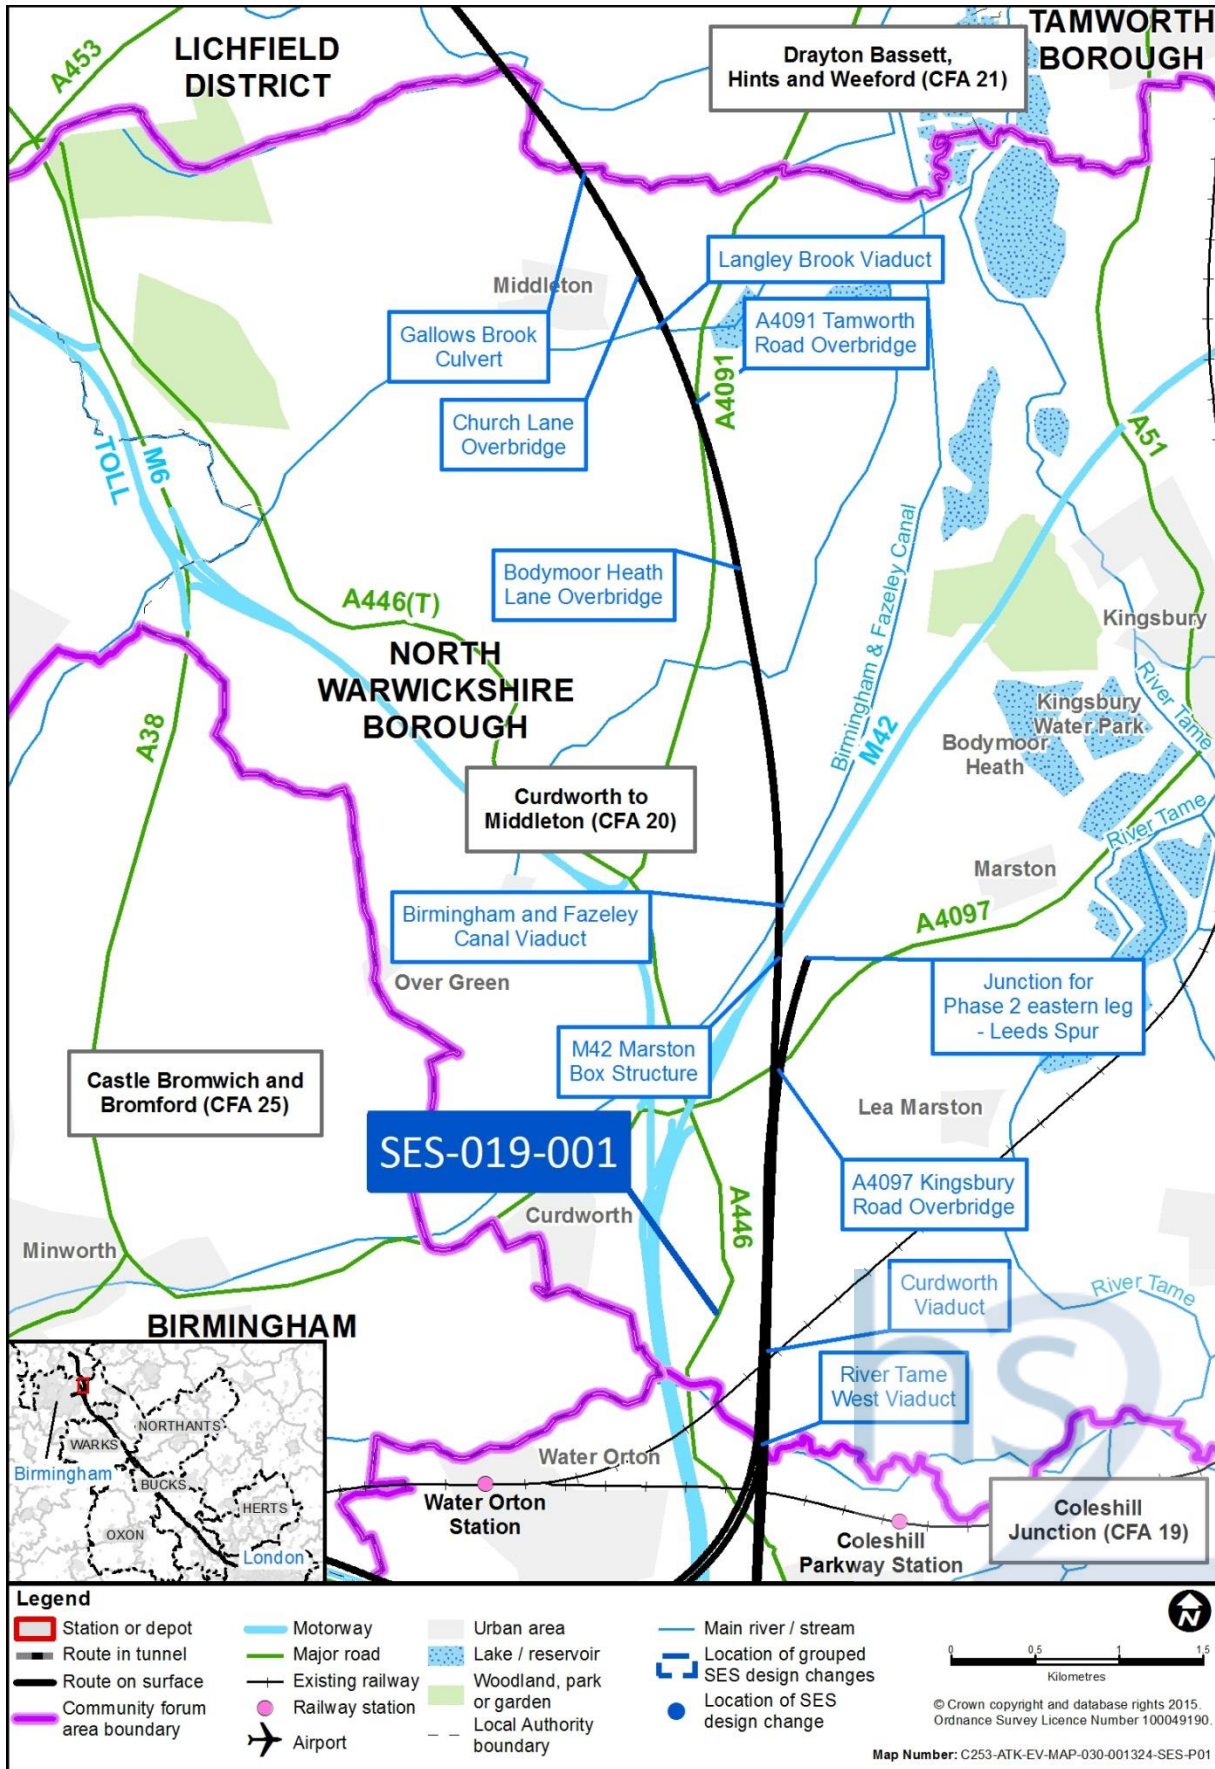 LICHFIELD
DISTRICT
TAMWORTH
BOROUGH
A453
Drayton Bassett,
Hints and Weeford (CFA 21)
Middleton
Langley Brook Viaduct
Gallows Brook
Culvert
A4091 Tamworth
Road Overbridge
A4091
Church Lane
Overbridge
A51
M6
TOLL
Bodymoor Heath
Lane Overbridge
Birmingham & Fazeley Canal
A446(T)
Kingsbury
NORTH
WARWICKSHIRE
BOROUGH
River Tame
Kingsbury
Water Park
A38
M42
Bodymoor
Heath
Curdworth to
Middleton (CFA 20)
River Tame
Marston
Birmingham and Fazeley
Canal Viaduct
A4097
Over Green
Junction for
Phase 2 eastern leg
- Leeds Spur
M42 Marston
Box Structure
Castle Bromwich and
Bromford (CFA 25)
Lea Marston
SES-019-001
A4097 Kingsbury
Road Overbridge
A446
Curdworth
Minworth
Curdworth
Viaduct
River Tame
BIRMINGHAM
hs2
River Tame
West Viaduct
NORTHANTS
WARKS
Birmingham
BUCKS
HERTS
OXON
London
Water Orton
Water Orton
Station
Coleshill
Parkway Station
Coleshill
Junction (CFA 19)
Legend
Station or depot
Route in tunnel
Route on surface
Community forum
area boundary
Motorway
Major road
Existing railway
Railway station
Airport
Urban area
Lake / reservoir
Woodland, park
or garden
Local Authority
boundary
Main river / stream
Location of grouped
SES design changes
Location of SES
design change
N
0 0.5 1 1.5
Kilometres
© Crown copyright and database rights 2015.
Ordnance Survey Licence Number 100049190.
Map Number: C253-ATK-EV-MAP-030-001324-SES-P01